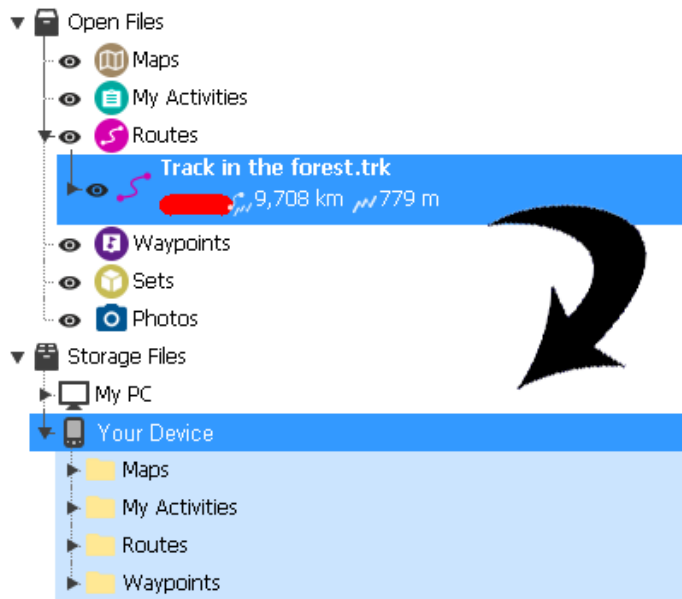 Open Files
Maps
My Activities
Routes
Track in the forest.trk
9,708 km 779 m
Waypoints
Sets
Photos
Storage Files
My PC
Your Device
Maps
My Activities
Routes
Waypoints